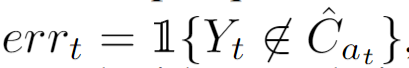 err_t = 𝟙{Y_t ∉ Ĉ_{a_t}},